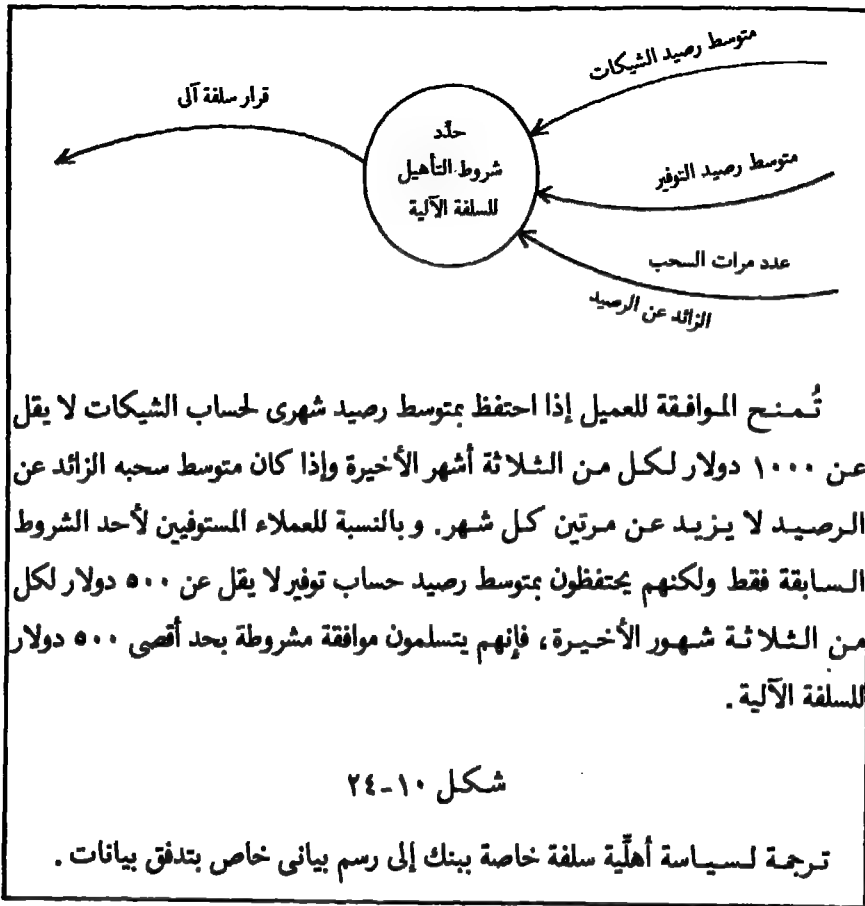 متوسط رصيد الشيكات
قرار سلفة آلى
حدّد
شروط التأهيل
للسلفة الآلية
متوسط رصيد التوفير
عدد مرات السحب
الزائد عن الرصيد
تُمنح الموافقة للعميل إذا احتفظ بمتوسط رصيد شهرى لحساب الشيكات لا يقل
عن ١٠٠٠ دولار لكل من الثلاثة أشهر الأخيرة وإذا كان متوسط سحبه الزائد عن
الرصيد لا يزيد عن مرتين كل شهر. وبالنسبة للعملاء المستوفين لأحد الشروط
السابقة فقط ولكنهم يحتفظون بمتوسط رصيد حساب توفير لا يقل عن ٥٠٠ دولار لكل
من الثلاثة شهور الأخيرة، فإنهم يتسلمون موافقة مشروطة بحد أقصى ٥٠٠ دولار
للسلفة الآلية.
شكل ١٠-٢٤
ترجمة لسياسة أهلِّية سلفة خاصة ببنك إلى رسم بيانى خاص بتدفق بيانات.